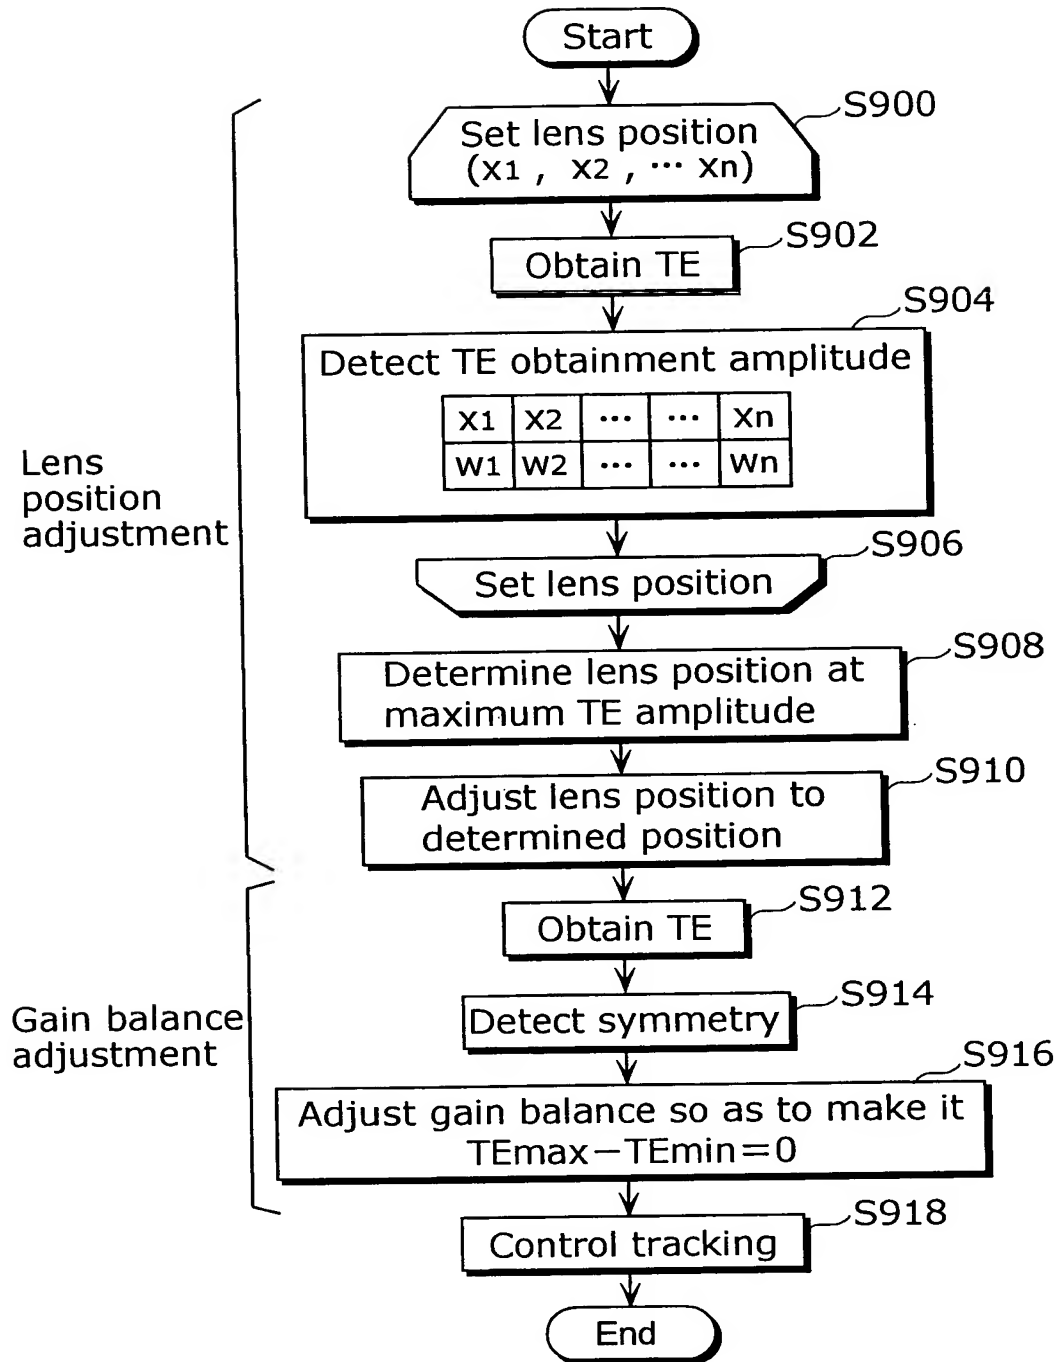 Start
S900
Set lens position
(x1 , x2 , ··· xn)
S902
Obtain TE
S904
Detect TE obtainment amplitude
x1 x2 ··· ··· xn
w1 w2 ··· ··· wn
Lens
position
adjustment
S906
Set lens position
S908
Determine lens position at
maximum TE amplitude
S910
Adjust lens position to
determined position
S912
Obtain TE
S914
Detect symmetry
Gain balance
adjustment
S916
Adjust gain balance so as to make it
TEmax−TEmin=0
S918
Control tracking
End